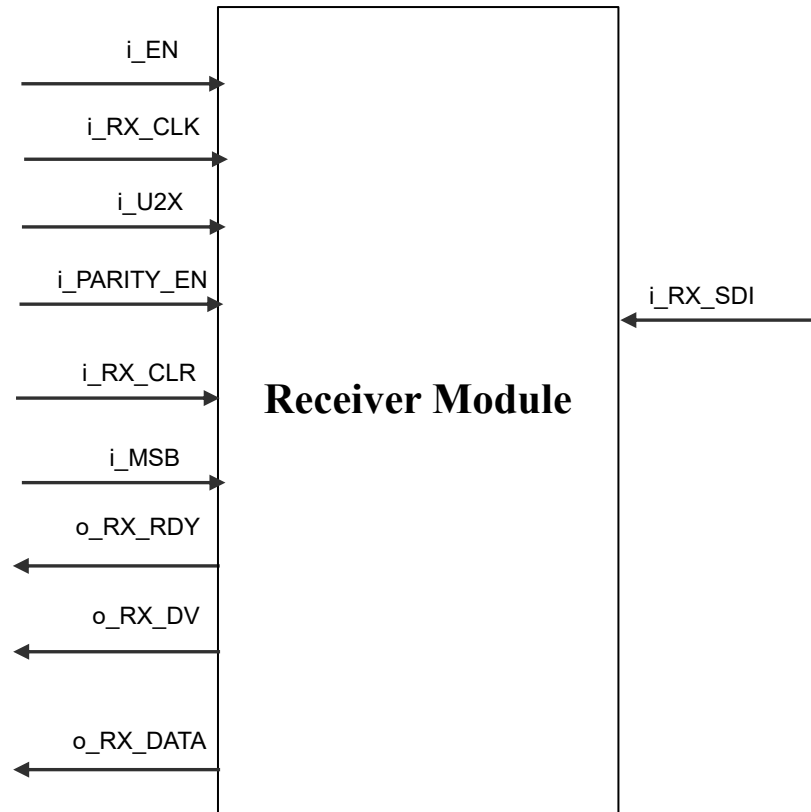 i_EN
i_RX_CLK
i_U2X
i_PARITY_EN
i_RX_SDI
i_RX_CLR
Receiver Module
i_MSB
o_RX_RDY
o_RX_DV
o_RX_DATA